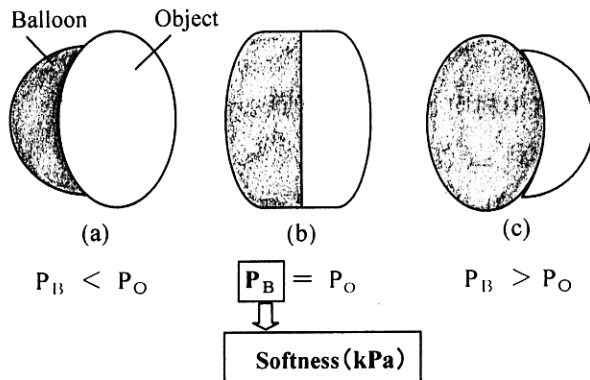 Balloon Object
(a) (b) (c)
P_B < P_O P_B = P_O P_B > P_O
Softness(kPa)